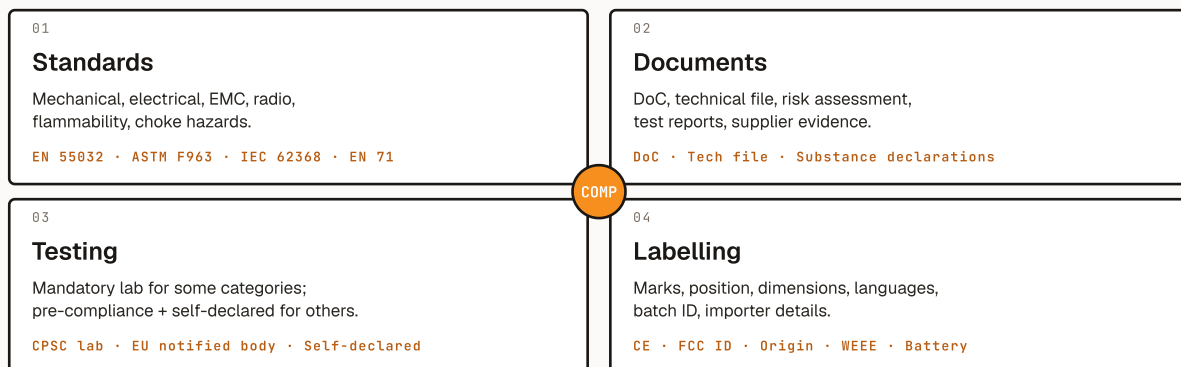 01
Standards
Mechanical, electrical, EMC, radio,
flammability, choke hazards.
EN 55032 · ASTM F963 · IEC 62368 · EN 71
02
Documents
DoC, technical file, risk assessment,
test reports, supplier evidence.
DoC · Tech file · Substance declarations
COMP
03
Testing
Mandatory lab for some categories;
pre-compliance + self-declared for others.
CPSC lab · EU notified body · Self-declared
04
Labelling
Marks, position, dimensions, languages,
batch ID, importer details.
CE · FCC ID · Origin · WEEE · Battery